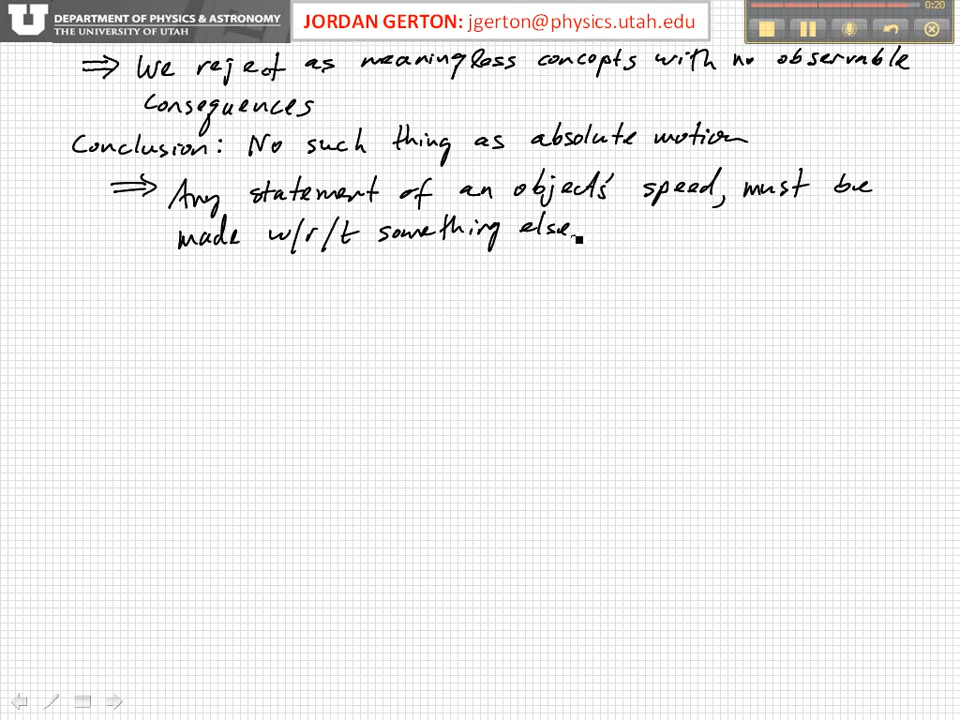 DEPARTMENT OF PHYSICS & ASTRONOMY
THE UNIVERSITY OF UTAH
JORDAN GERTON: jgerton@physics.utah.edu
0:20
⇒ We reject as meaningless concepts with no observable
consequences
Conclusion: No such thing as absolute motion
⇒ Any statement of an object's speed, must be
made w/r/t something else.